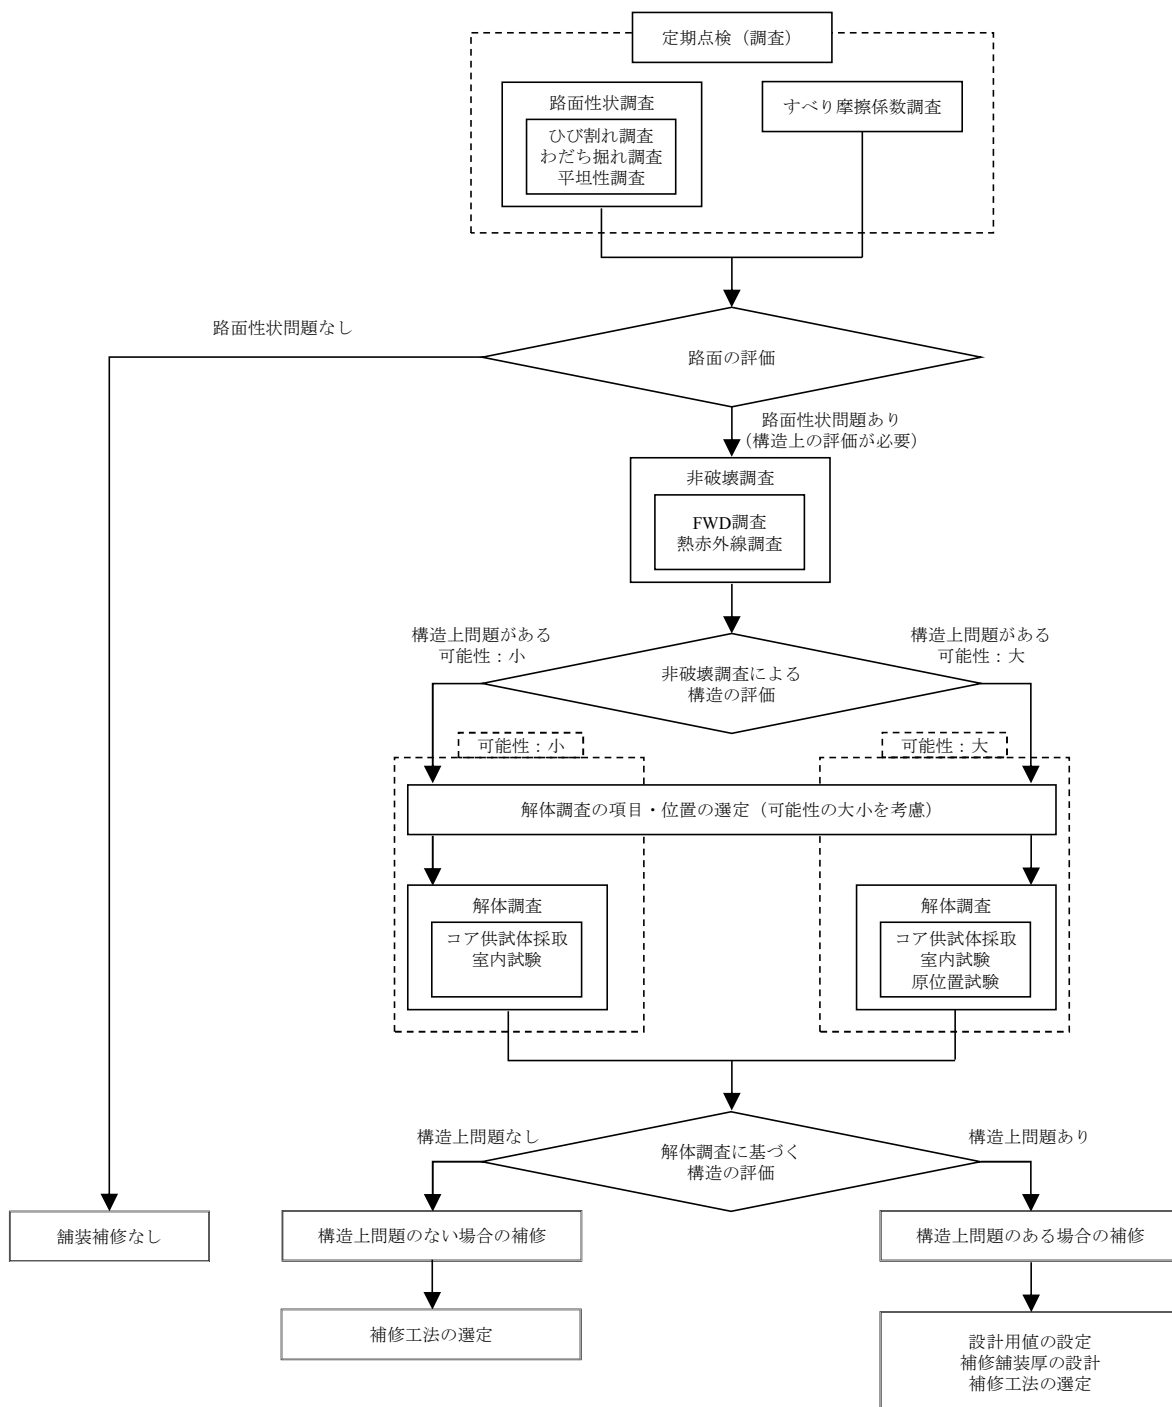 定期点検（調査）
路面性状調査
ひび割れ調査
わだち掘れ調査
平坦性調査
すべり摩擦係数調査
路面性状問題なし
路面の評価
路面性状問題あり
（構造上の評価が必要）
非破壊調査
FWD調査
熱赤外線調査
構造上問題がある
可能性：小
構造上問題がある
可能性：大
非破壊調査による
構造の評価
可能性：小
可能性：大
解体調査の項目・位置の選定（可能性の大小を考慮）
解体調査
コア供試体採取
室内試験
解体調査
コア供試体採取
室内試験
原位置試験
構造上問題なし
構造上問題あり
解体調査に基づく
構造の評価
舗装補修なし
構造上問題のない場合の補修
構造上問題のある場合の補修
補修工法の選定
設計用値の設定
補修舗装厚の設計
補修工法の選定